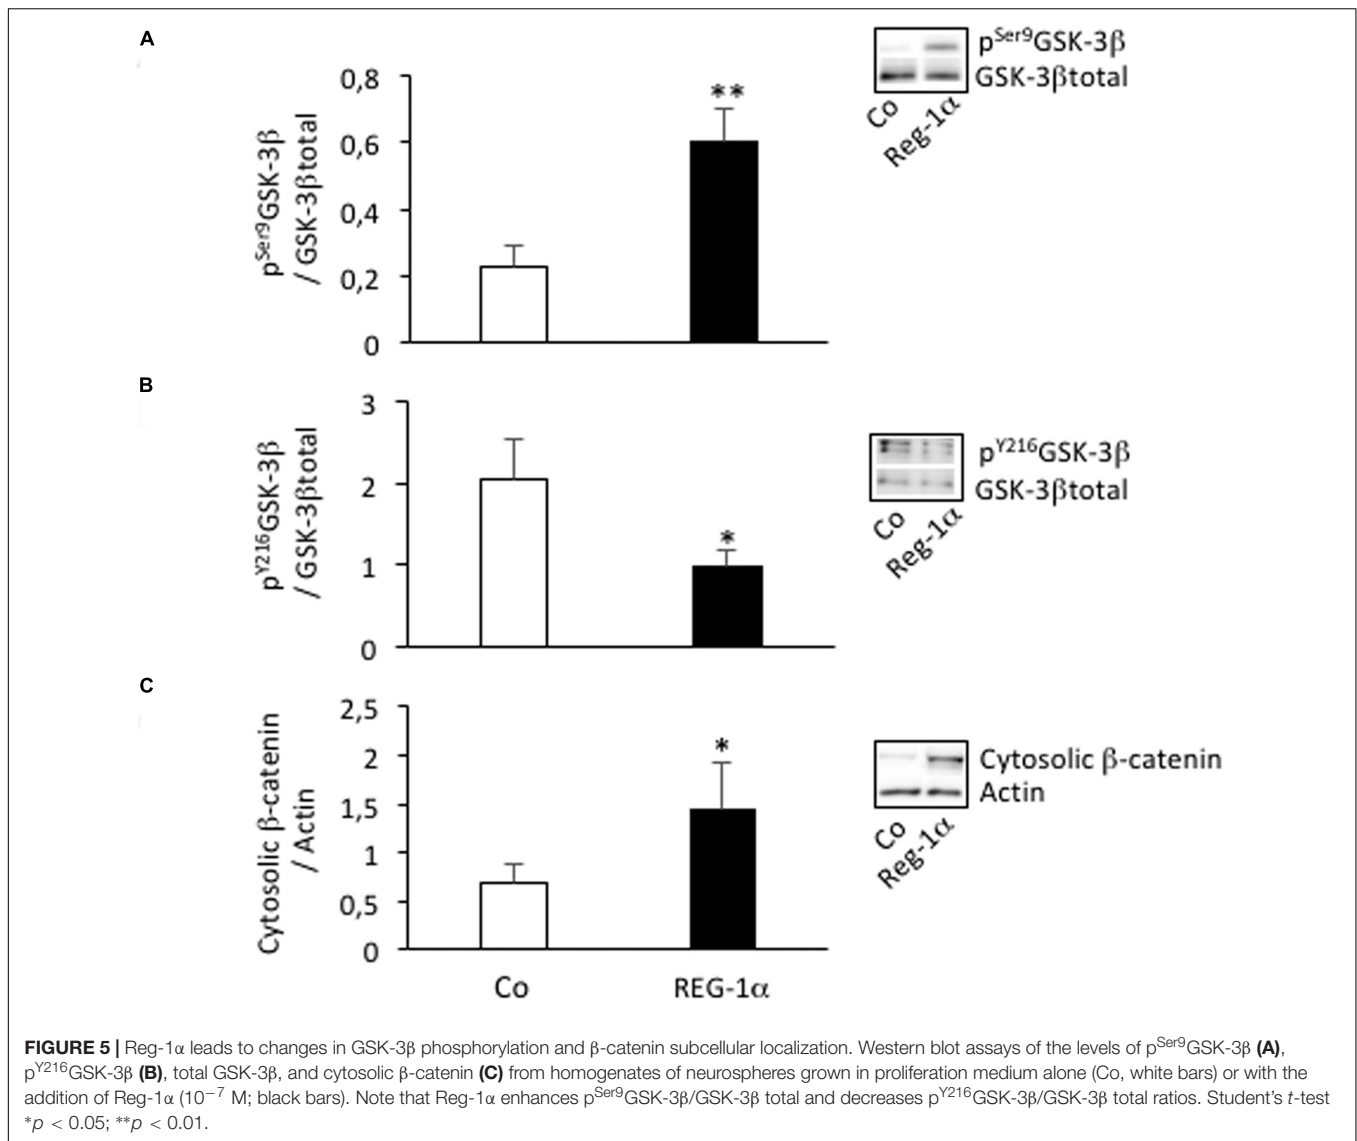 A
pSer9GSK-3β
/ GSK-3βtotal
0,8
0,6
0,4
0,2
0
**
pSer9GSK-3β
GSK-3βtotal
Co
Reg-1α
B
pY216GSK-3β
/ GSK-3βtotal
3
2
1
0
*
pY216GSK-3β
GSK-3βtotal
Co
Reg-1α
C
Cytosolic β-catenin
/ Actin
2,5
2
1,5
1
0,5
0
*
Cytosolic β-catenin
Actin
Co
Reg-1α
Co
REG-1α
FIGURE 5 | Reg-1α leads to changes in GSK-3β phosphorylation and β-catenin subcellular localization. Western blot assays of the levels of pSer9GSK-3β (A),
pY216GSK-3β (B), total GSK-3β, and cytosolic β-catenin (C) from homogenates of neurospheres grown in proliferation medium alone (Co, white bars) or with the
addition of Reg-1α (10−7 M; black bars). Note that Reg-1α enhances pSer9GSK-3β/GSK-3β total and decreases pY216GSK-3β/GSK-3β total ratios. Student's t-test
*p < 0.05; **p < 0.01.